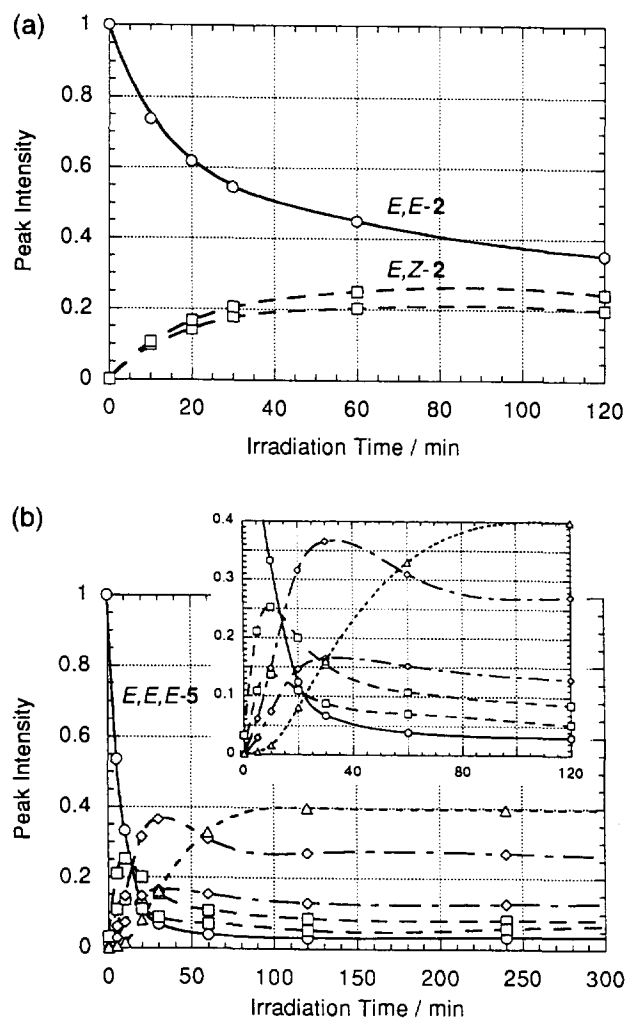 (a)
1
0.8
0.6
0.4
0.2
0
Peak Intensity
E,E-2
E,Z-2
0 20 40 60 80 100 120
Irradiation Time / min
(b)
0.4
0.3
0.2
0.1
0
0 40 80 120
1
0.8
0.6
0.4
0.2
0
Peak Intensity
E,E,E-5
0 50 100 150 200 250 300
Irradiation Time / min